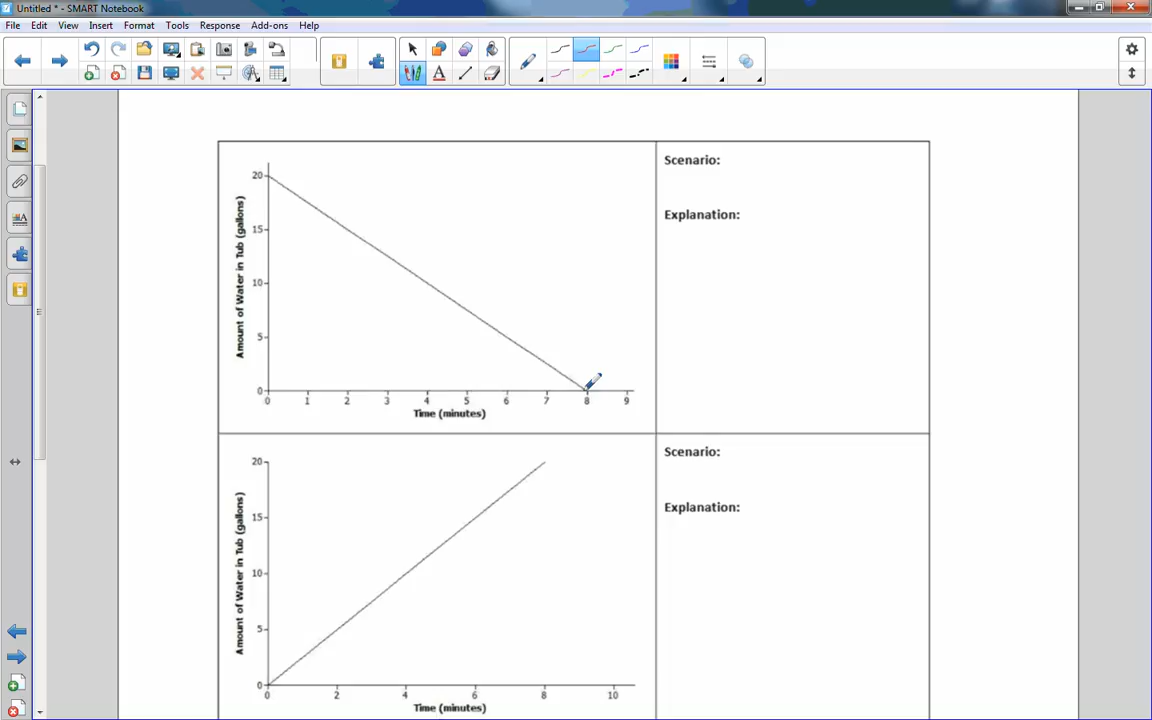 Untitled * - SMART Notebook
File Edit View Insert Format Tools Response Add-ons Help
Scenario:
Explanation:
Amount of Water in Tub (gallons)
20
15
10
5
0
0 1 2 3 4 5 6 7 8 9
Time (minutes)
Scenario:
Explanation:
Amount of Water in Tub (gallons)
20
15
10
5
0
0 2 4 6 8 10
Time (minutes)